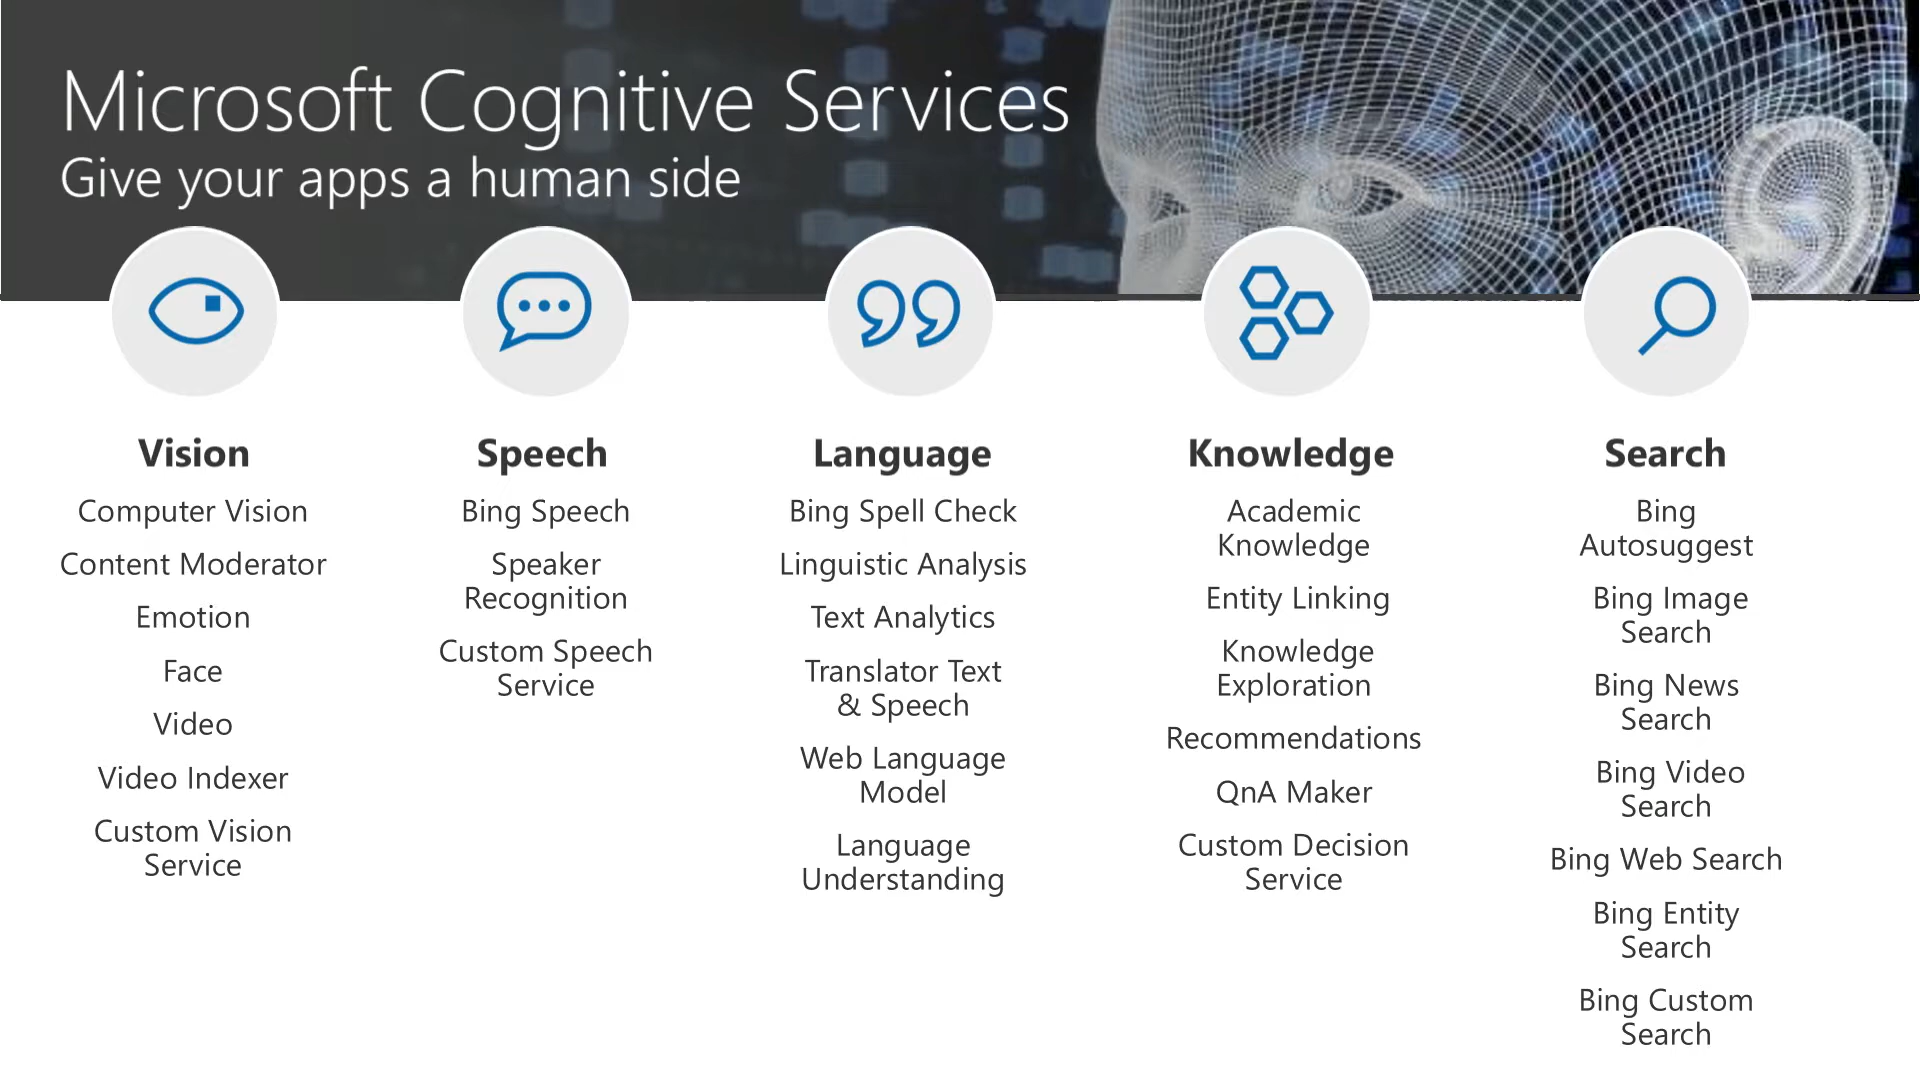 Microsoft Cognitive Services
Give your apps a human side
Vision
Computer Vision
Content Moderator
Emotion
Face
Video
Video Indexer
Custom Vision
Service
Speech
Bing Speech
Speaker
Recognition
Custom Speech
Service
Language
Bing Spell Check
Linguistic Analysis
Text Analytics
Translator Text
& Speech
Web Language
Model
Language
Understanding
Knowledge
Academic
Knowledge
Entity Linking
Knowledge
Exploration
Recommendations
QnA Maker
Custom Decision
Service
Search
Bing
Autosuggest
Bing Image
Search
Bing News
Search
Bing Video
Search
Bing Web Search
Bing Entity
Search
Bing Custom
Search